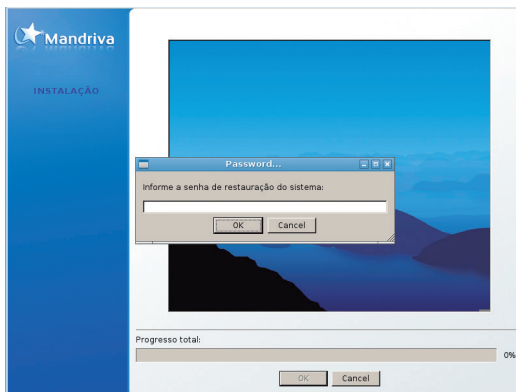 Mandriva
INSTALAÇÃO
Password...
Informe a senha de restauração do sistema:
OK Cancel
Progresso total:
0%
OK Cancel